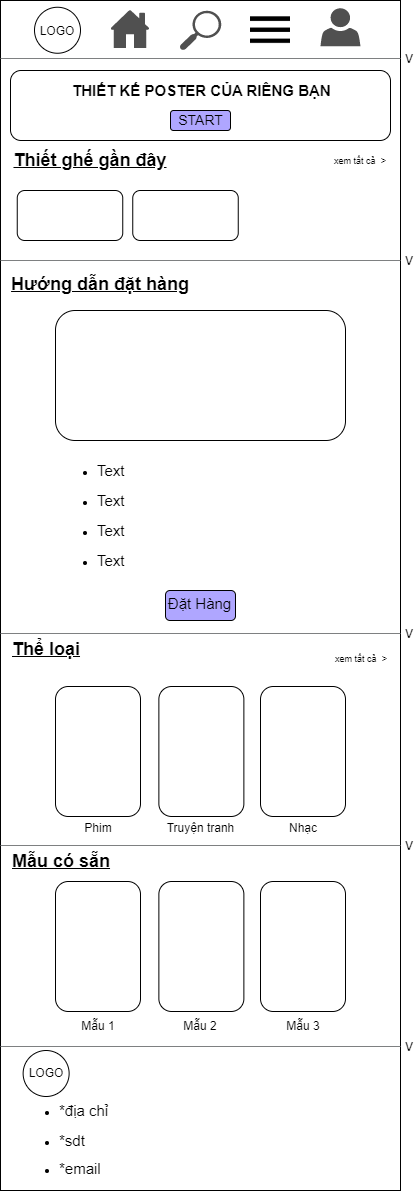 LOGO
V
THIẾT KẾ POSTER CỦA RIÊNG BẠN
START
Thiết ghế gần đây
xem tất cả >
V
Hướng dẫn đặt hàng
Text
Text
Text
Text
Đặt Hàng
V
Thể loại
xem tất cả >
Phim
Truyện tranh
Nhạc
V
Mẫu có sẵn
Mẫu 1
Mẫu 2
Mẫu 3
V
LOGO
*địa chỉ
*sdt
*email